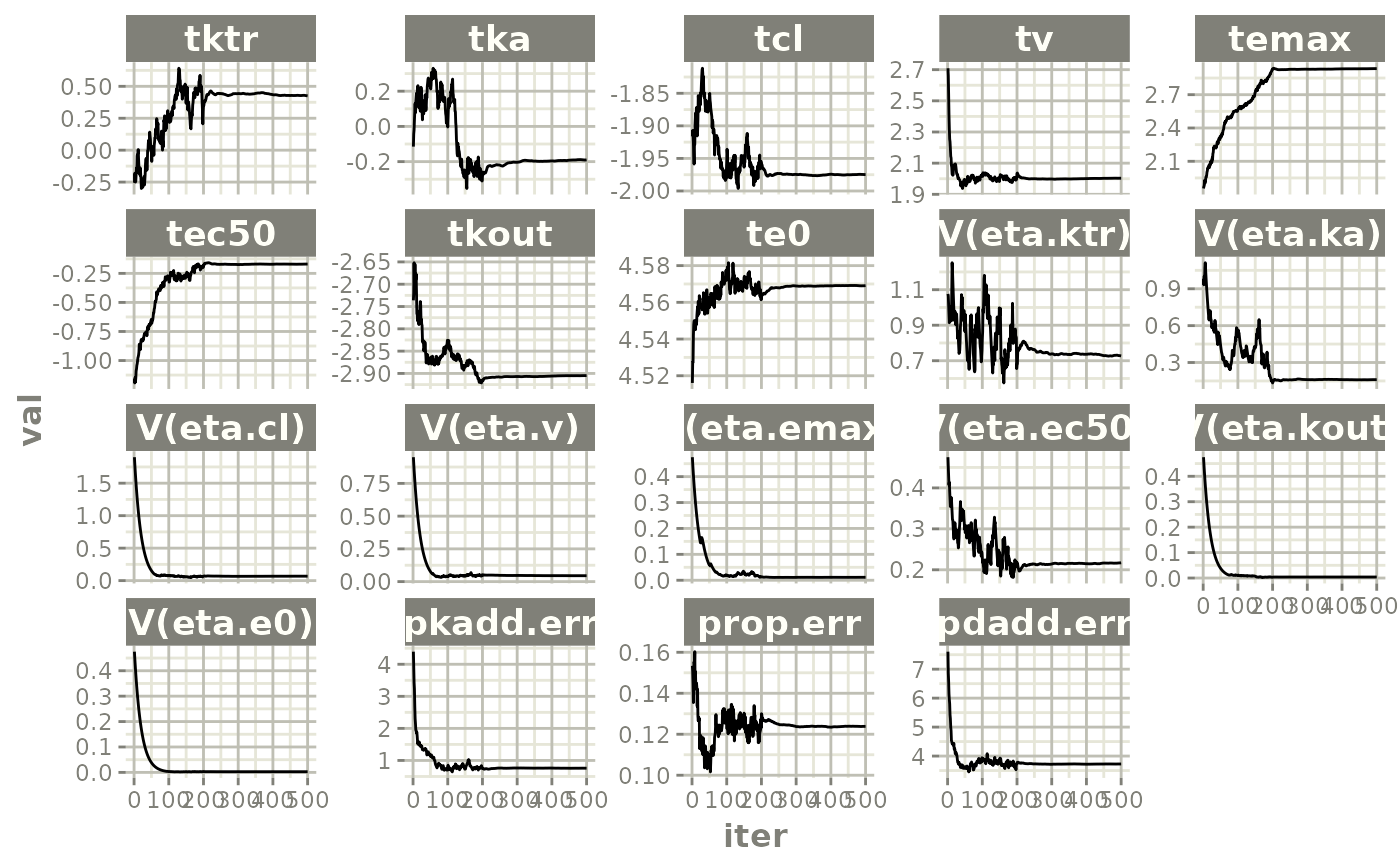 tktr
tka
tcl
tv
temax
0.50
0.25
0.00
-0.25
0.2
0.0
-0.2
-1.85
-1.90
-1.95
-2.00
2.7
2.5
2.3
2.1
1.9
2.7
2.4
2.1
tec50
tkout
te0
V(eta.ktr)
V(eta.ka)
-0.25
-0.50
-0.75
-1.00
-2.65
-2.70
-2.75
-2.80
-2.85
-2.90
4.58
4.56
4.54
4.52
1.1
0.9
0.7
0.9
0.6
0.3
V(eta.cl)
V(eta.v)
(eta.emax
V(eta.ec50
V(eta.kout
1.5
1.0
0.5
0.0
0.75
0.50
0.25
0.00
0.4
0.3
0.2
0.1
0.0
0.4
0.3
0.2
0.4
0.3
0.2
0.1
0.0
0 100 200 300 400 500
V(eta.e0)
pkadd.err
prop.err
pdadd.err
0.4
0.3
0.2
0.1
0.0
4
3
2
1
0.16
0.14
0.12
0.10
7
6
5
4
0 100 200 300 400 500
0 100 200 300 400 500
0 100 200 300 400 500
0 100 200 300 400 500
val
iter